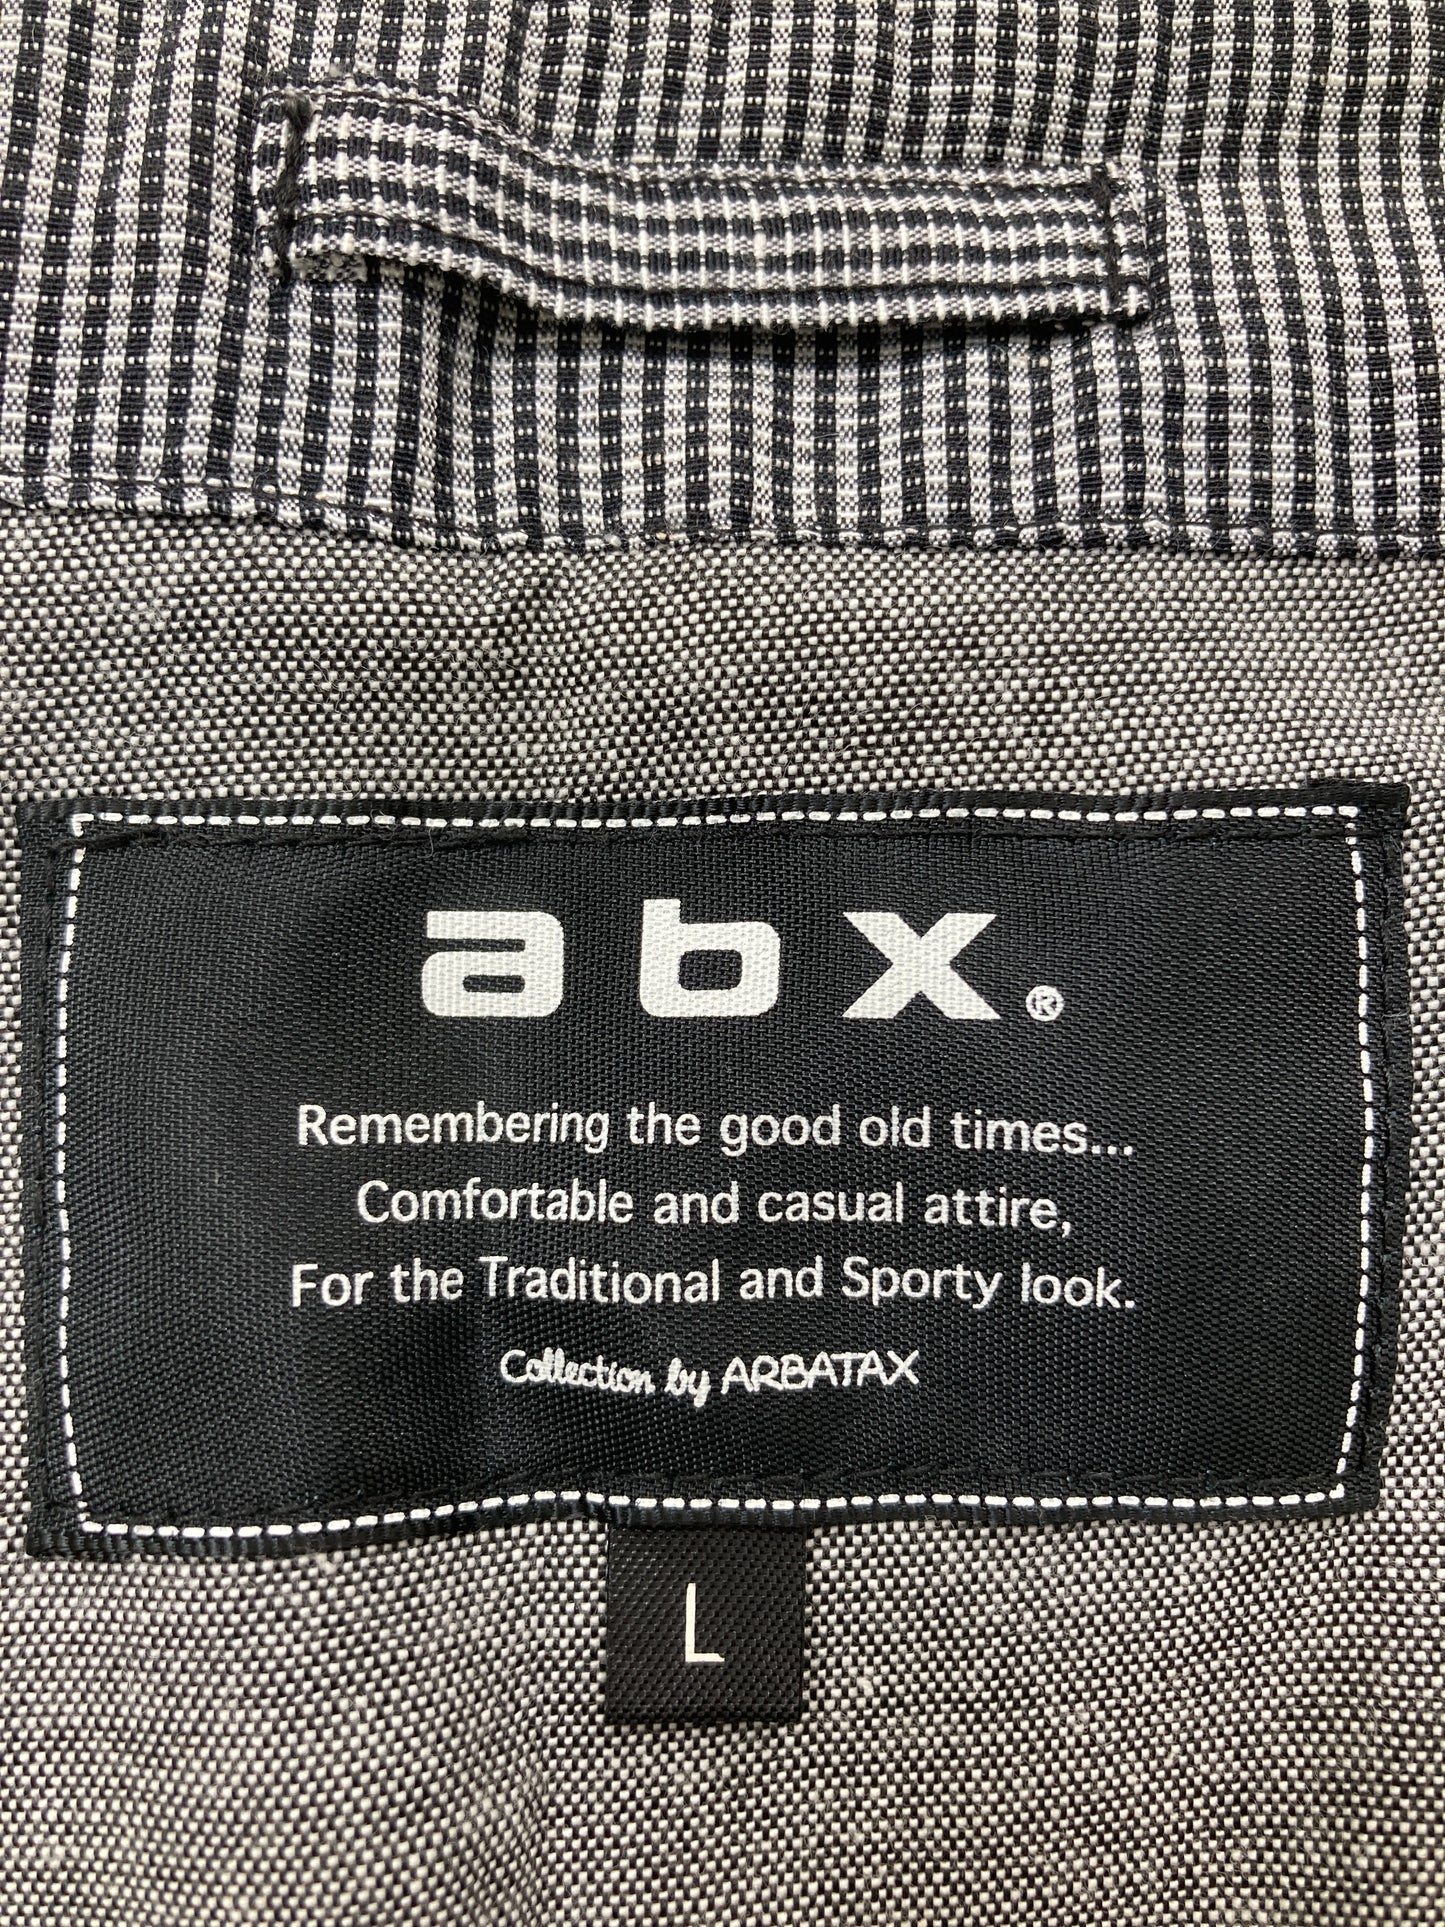 abx.®
Remembering the good old times...
Comfortable and casual attire,
For the Traditional and Sporty look.
Collection by ARBATAX
L